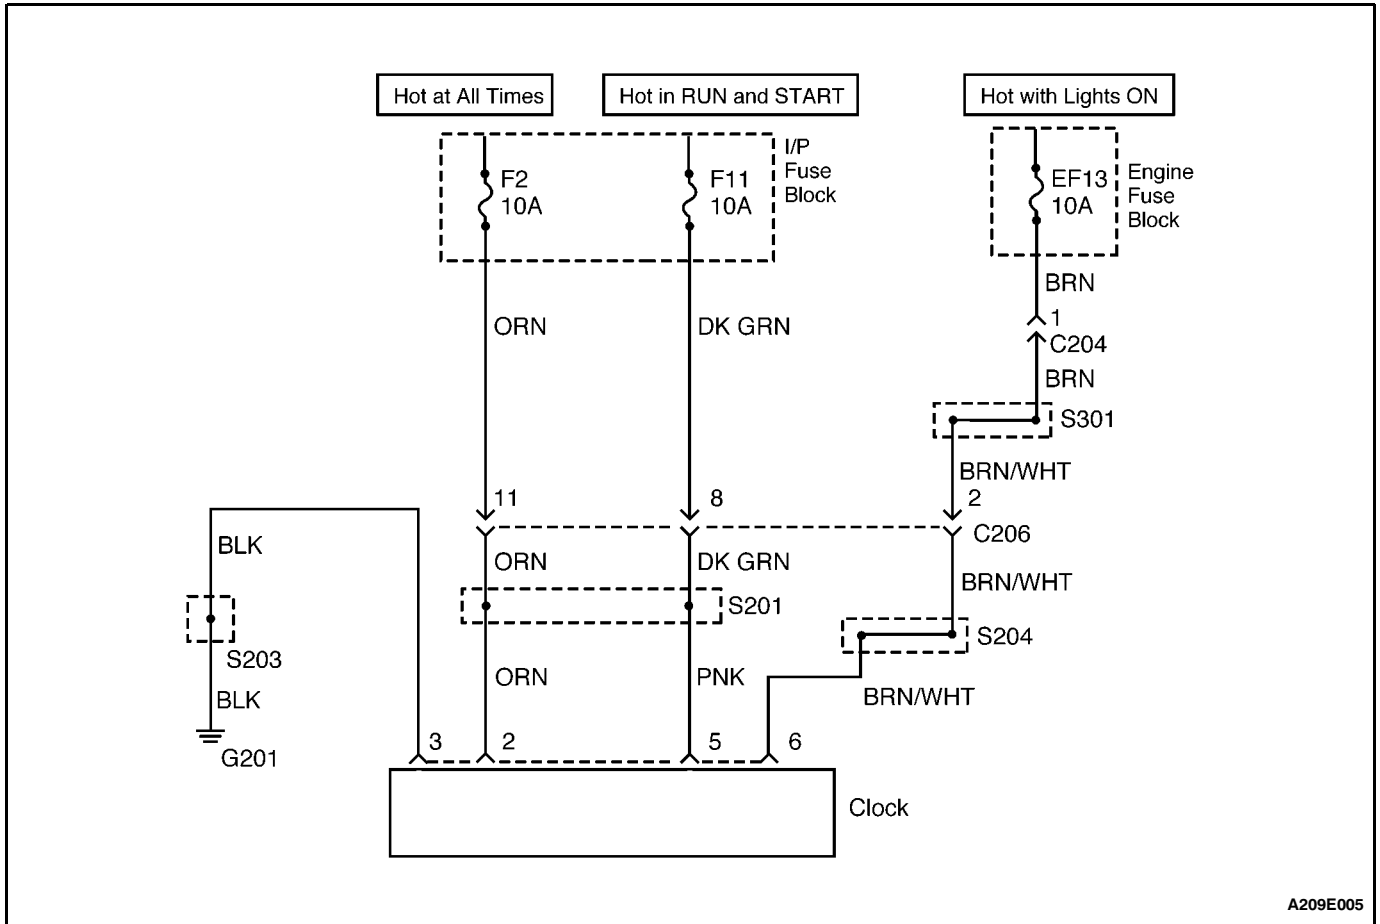 Hot at All Times
Hot in RUN and START
Hot with Lights ON
I/P
Fuse
Block
F2
10A
F11
10A
EF13
10A
Engine
Fuse
Block
BRN
1
C204
ORN
DK GRN
BRN
S301
BRN/WHT
11
8
2
C206
BLK
ORN
DK GRN
BRN/WHT
S201
S204
S203
ORN
PNK
BRN/WHT
BLK
G201
3
2
5
6
Clock
A209E005